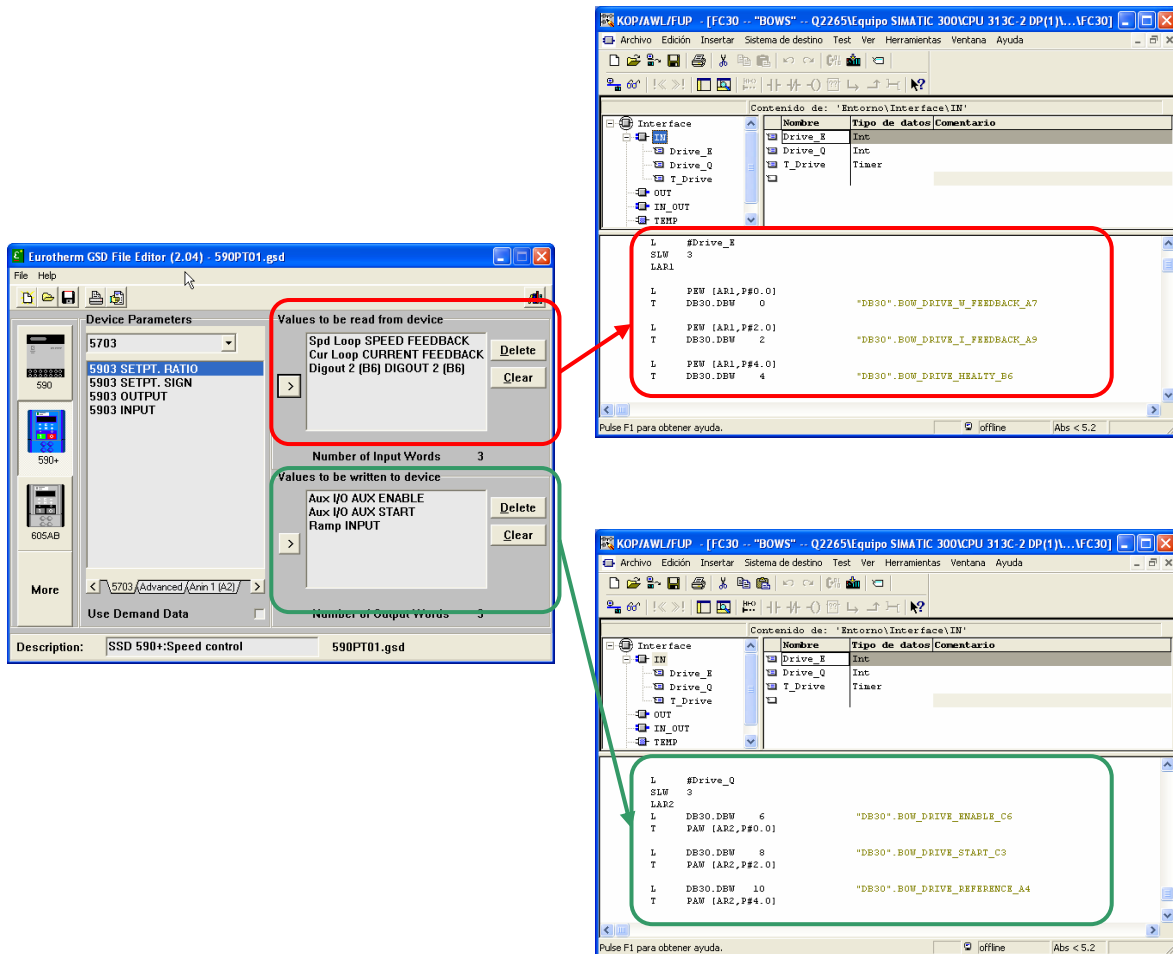 Eurotherm GSD File Editor (2.04) - 590PT01.gsd
File Help
Device Parameters
5703
5903 SETPT. RATIO
5903 SETPT. SIGN
5903 OUTPUT
5903 INPUT
590
590+
605AB
More
5703 Advanced Anin 1 (A2)
Use Demand Data
Values to be read from device
Spd Loop SPEED FEEDBACK
Cur Loop CURRENT FEEDBACK
Digout 2 (B6) DIGOUT 2 (B6)
Delete
Clear
>
Number of Input Words 3
Values to be written to device
Aux I/O AUX ENABLE
Aux I/O AUX START
Ramp INPUT
Delete
Clear
>
Number of Output Words 3
Description: SSD 590+:Speed control 590PT01.gsd
KOP/AWL/FUP - [FC30 -- "BOWS" -- Q2265\Equipo SIMATIC 300\CPU 313C-2 DP(1)\...\FC30]
Archivo Edición Insertar Sistema de destino Test Ver Herramientas Ventana Ayuda
Contenido de: 'Entorno\Interface\IN'
Interface
IN
Drive_E
Drive_Q
T_Drive
OUT
IN_OUT
TEMP
Nombre Tipo de datos Comentario
Drive_E Int
Drive_Q Int
T_Drive Timer
L #Drive_E
SLW 3
LAR1
L PEW [AR1,P#0.0]
T DB30.DBW 0 "DB30".BOW_DRIVE_W_FEEDBACK_A7
L PEW [AR1,P#2.0]
T DB30.DBW 2 "DB30".BOW_DRIVE_I_FEEDBACK_A9
L PEW [AR1,P#4.0]
T DB30.DBW 4 "DB30".BOW_DRIVE_HEALTY_B6
Pulse F1 para obtener ayuda. offline Abs < 5.2
KOP/AWL/FUP - [FC30 -- "BOWS" -- Q2265\Equipo SIMATIC 300\CPU 313C-2 DP(1)\...\FC30]
Archivo Edición Insertar Sistema de destino Test Ver Herramientas Ventana Ayuda
Contenido de: 'Entorno\Interface\IN'
Interface
IN
Drive_E
Drive_Q
T_Drive
OUT
IN_OUT
TEMP
Nombre Tipo de datos Comentario
Drive_E Int
Drive_Q Int
T_Drive Timer
L #Drive_Q
SLW 3
LAR2
L DB30.DBW 6 "DB30".BOW_DRIVE_ENABLE_C6
T PAW [AR2,P#0.0]
L DB30.DBW 8 "DB30".BOW_DRIVE_START_C3
T PAW [AR2,P#2.0]
L DB30.DBW 10 "DB30".BOW_DRIVE_REFERENCE_A4
T PAW [AR2,P#4.0]
Pulse F1 para obtener ayuda. offline Abs < 5.2